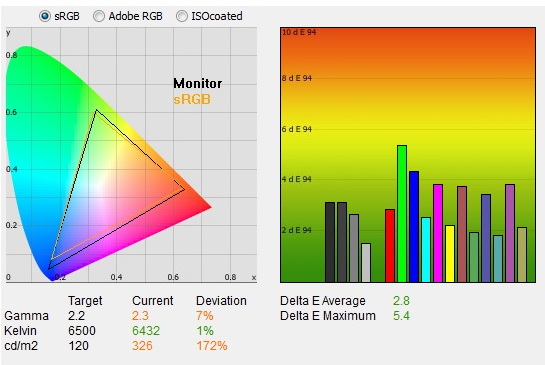 sRGB Adobe RGB ISOcoated
y
0.8
0.6
0.4
0.2
0 0.2 0.4 0.6 0.8 x
Monitor
sRGB
10 d E 94
8 d E 94
6 d E 94
4 d E 94
2 d E 94
Target Current Deviation
Gamma 2.2 2.3 7%
Kelvin 6500 6432 1%
cd/m2 120 326 172%
Delta E Average 2.8
Delta E Maximum 5.4